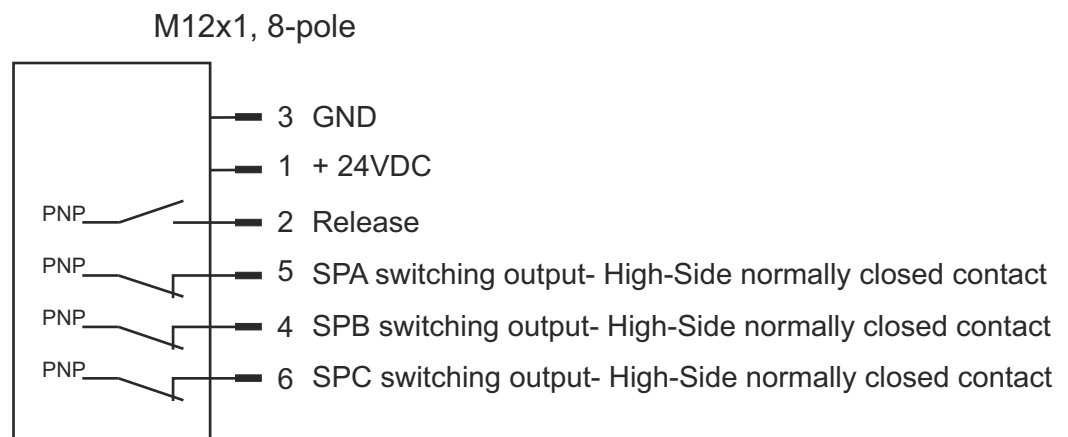 M12x1, 8-pole
3 GND
1 + 24VDC
PNP 2 Release
PNP 5 SPA switching output- High-Side normally closed contact
PNP 4 SPB switching output- High-Side normally closed contact
PNP 6 SPC switching output- High-Side normally closed contact